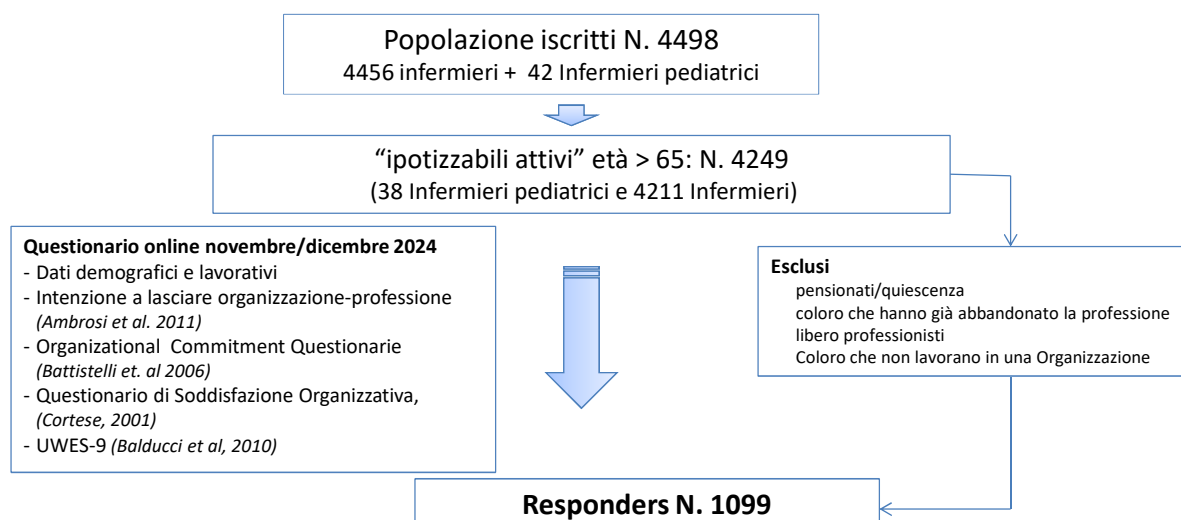 Popolazione iscritti N. 4498
4456 infermieri + 42 Infermieri pediatrici
“ipotizzabili attivi” età > 65: N. 4249
(38 Infermieri pediatrici e 4211 Infermieri)
Questionario online novembre/dicembre 2024
- Dati demografici e lavorativi
- Intenzione a lasciare organizzazione-professione
(Ambrosi et al. 2011)
- Organizational Commitment Questionarie
(Battistelli et. al 2006)
- Questionario di Soddisfazione Organizzativa,
(Cortese, 2001)
- UWES-9 (Balducci et al, 2010)
Esclusi
pensionati/quiescenza
coloro che hanno già abbandonato la professione
libero professionisti
Coloro che non lavorano in una Organizzazione
Responders N. 1099